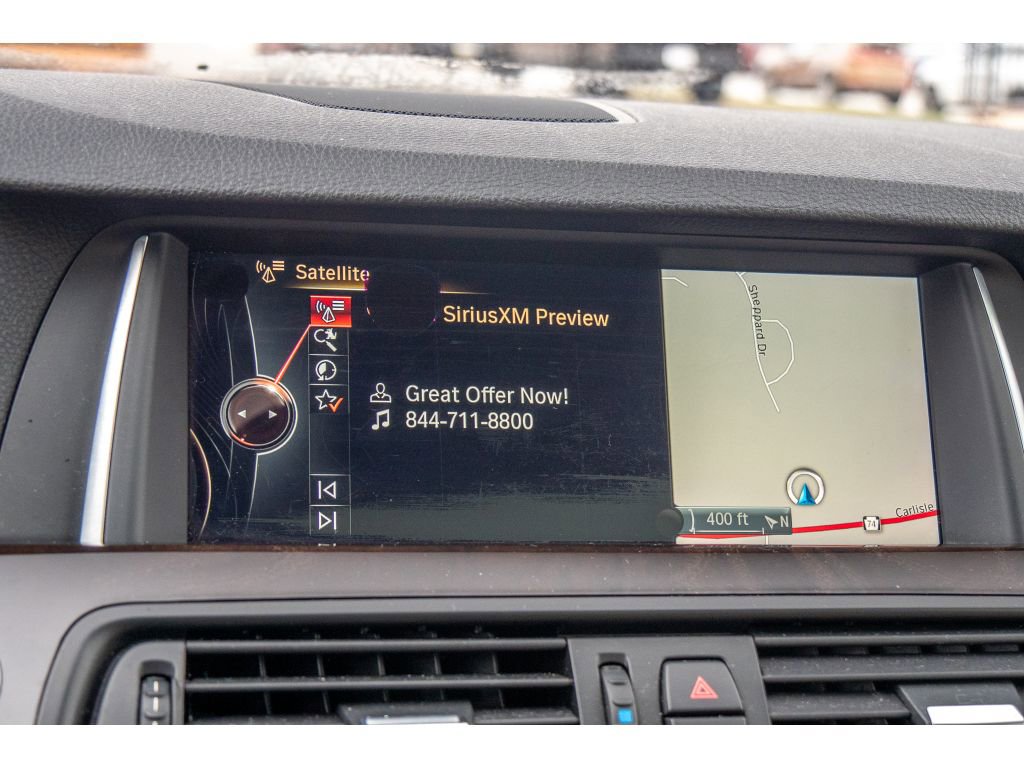 Satellite
SiriusXM Preview
Great Offer Now!
844-711-8800
Sheppard Dr
400 ft
N
74
Carlisle